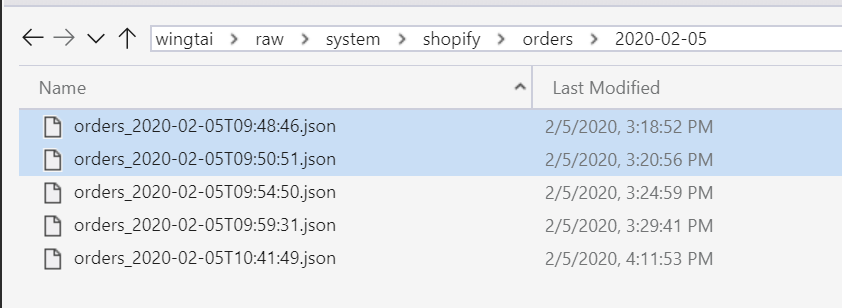 wingtai > raw > system > shopify > orders > 2020-02-05
Name Last Modified
orders_2020-02-05T09:48:46.json 2/5/2020, 3:18:52 PM
orders_2020-02-05T09:50:51.json 2/5/2020, 3:20:56 PM
orders_2020-02-05T09:54:50.json 2/5/2020, 3:24:59 PM
orders_2020-02-05T09:59:31.json 2/5/2020, 3:29:41 PM
orders_2020-02-05T10:41:49.json 2/5/2020, 4:11:53 PM